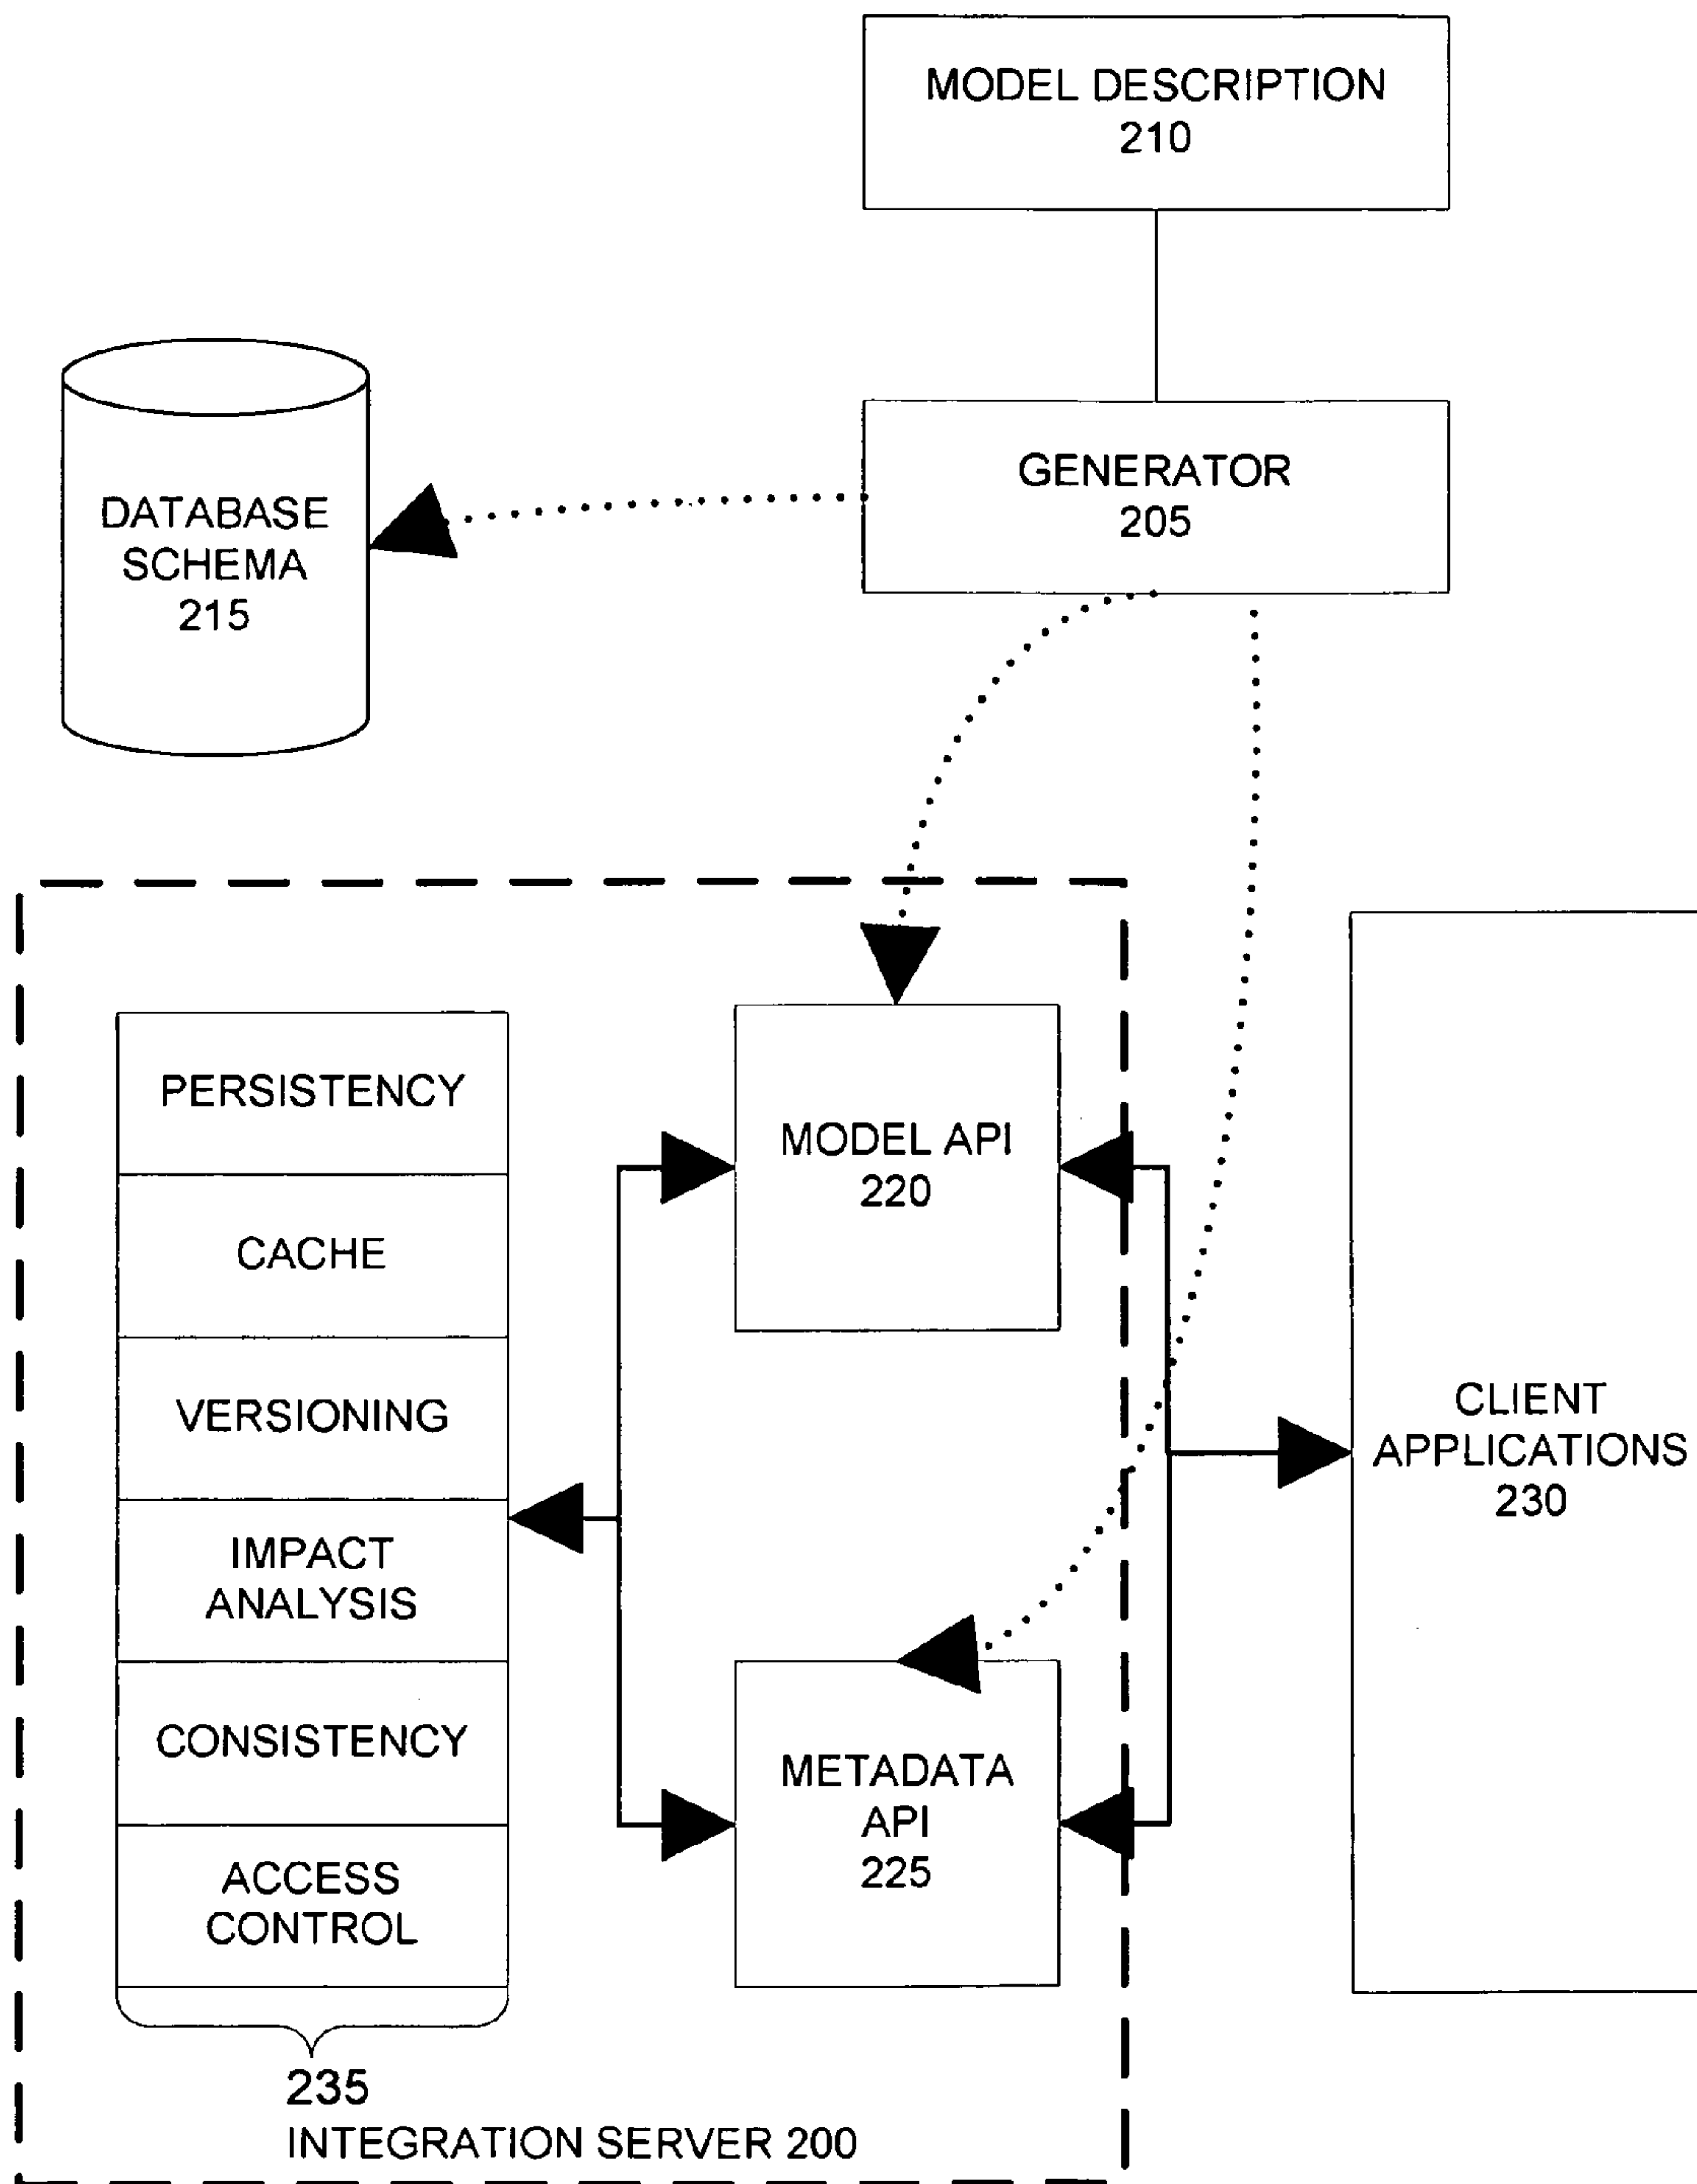 MODEL DESCRIPTION
210
GENERATOR
205
DATABASE
SCHEMA
215
PERSISTENCY
CACHE
VERSIONING
IMPACT
ANALYSIS
CONSISTENCY
ACCESS
CONTROL
235
MODEL API
220
METADATA
API
225
CLIENT
APPLICATIONS
230
INTEGRATION SERVER 200